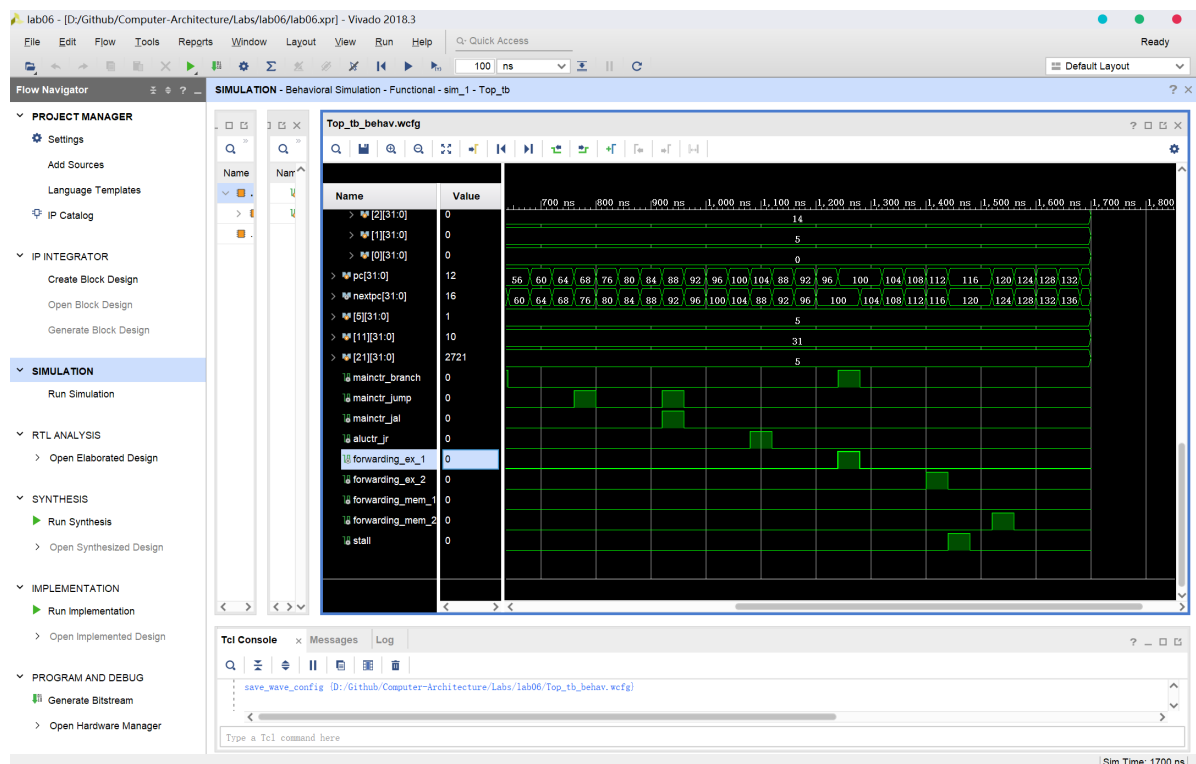 lab06 - [D:/Github/Computer-Architecture/Labs/lab06/lab06.xpr] - Vivado 2018.3
File Edit Flow Tools Reports Window Layout View Run Help Q- Quick Access Ready
100 ns Default Layout
Flow Navigator ? _
SIMULATION - Behavioral Simulation - Functional - sim_1 - Top_tb ? ×
PROJECT MANAGER
Settings
Add Sources
Language Templates
IP Catalog
IP INTEGRATOR
Create Block Design
Open Block Design
Generate Block Design
SIMULATION
Run Simulation
RTL ANALYSIS
Open Elaborated Design
SYNTHESIS
Run Synthesis
Open Synthesized Design
IMPLEMENTATION
Run Implementation
Open Implemented Design
PROGRAM AND DEBUG
Generate Bitstream
Open Hardware Manager
Name
Nam
Top_tb_behav.wcfg
Name Value
700 ns 800 ns 900 ns 1,000 ns 1,100 ns 1,200 ns 1,300 ns 1,400 ns 1,500 ns 1,600 ns 1,700 ns 1,800
[2][31:0] 0 14
[1][31:0] 0 5
[0][31:0] 0 0
pc[31:0] 12 56 60 64 68 76 80 84 88 92 96 100 104 88 92 96 100 104 108 112 116 120 124 128 132
nextpc[31:0] 16 60 64 68 76 80 84 88 92 96 100 104 88 92 96 100 104 108 112 116 120 124 128 132 136
[5][31:0] 1 5
[11][31:0] 10 31
[21][31:0] 2721 5
mainctr_branch 0
mainctr_jump 0
mainctr_jal 0
aluctr_jr 0
forwarding_ex_1 0
forwarding_ex_2 0
forwarding_mem_1 0
forwarding_mem_2 0
stall 0
Tcl Console × Messages Log
save_wave_config {D:/Github/Computer-Architecture/Labs/lab06/Top_tb_behav.wcfg}
Type a Tcl command here
Sim Time: 1700 ns